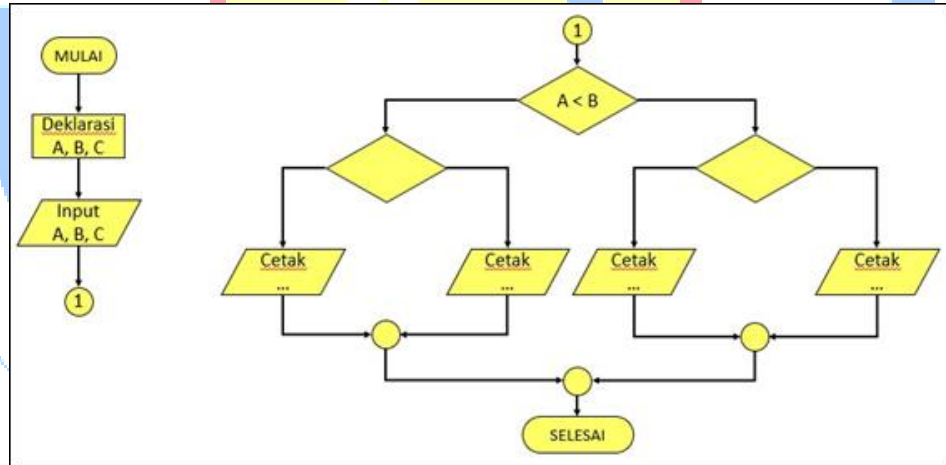 MULAI
Deklarasi
A, B, C
Input
A, B, C
1
1
A < B
Cetak
...
Cetak
...
Cetak
...
Cetak
...
SELESAI